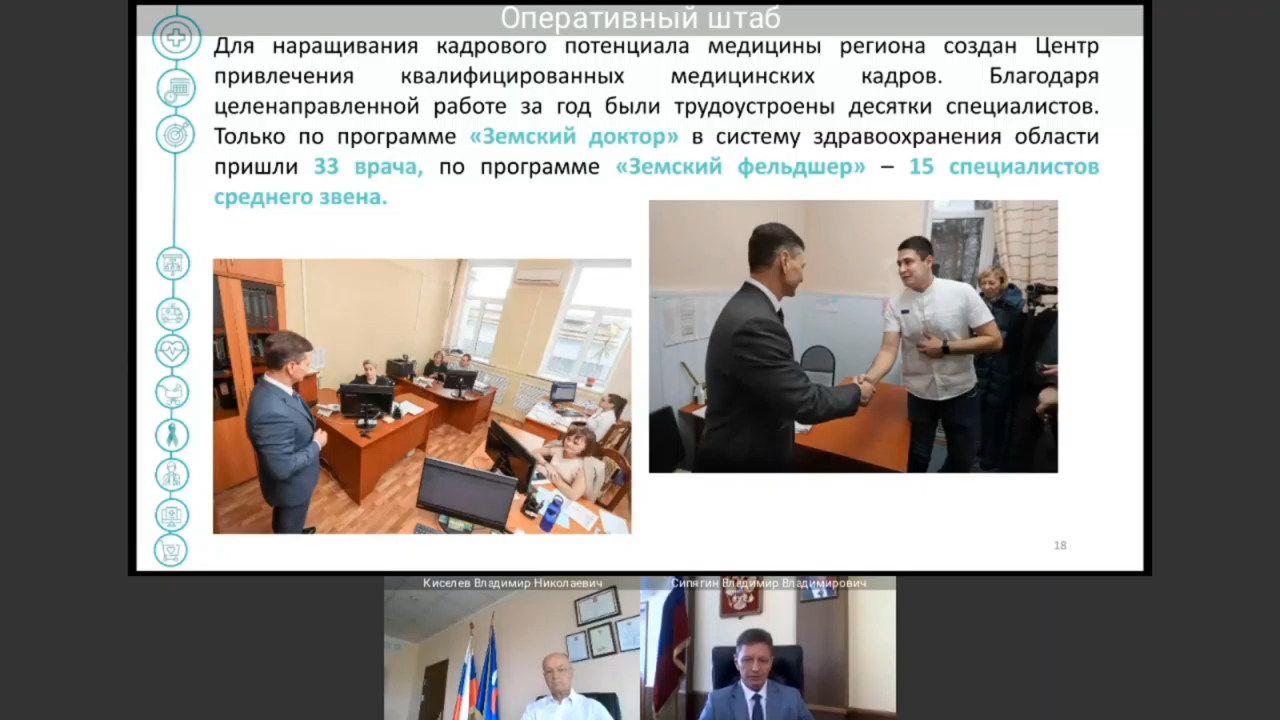 Оперативный штаб
Для наращивания кадрового потенциала медицины региона создан Центр
привлечения квалифицированных медицинских кадров. Благодаря
целенаправленной работе за год были трудоустроены десятки специалистов.
Только по программе «Земский доктор» в систему здравоохранения области
пришли 33 врача, по программе «Земский фельдшер» – 15 специалистов
среднего звена.
18
Киселев Владимир Николаевич
Сипягин Владимир Владимирович